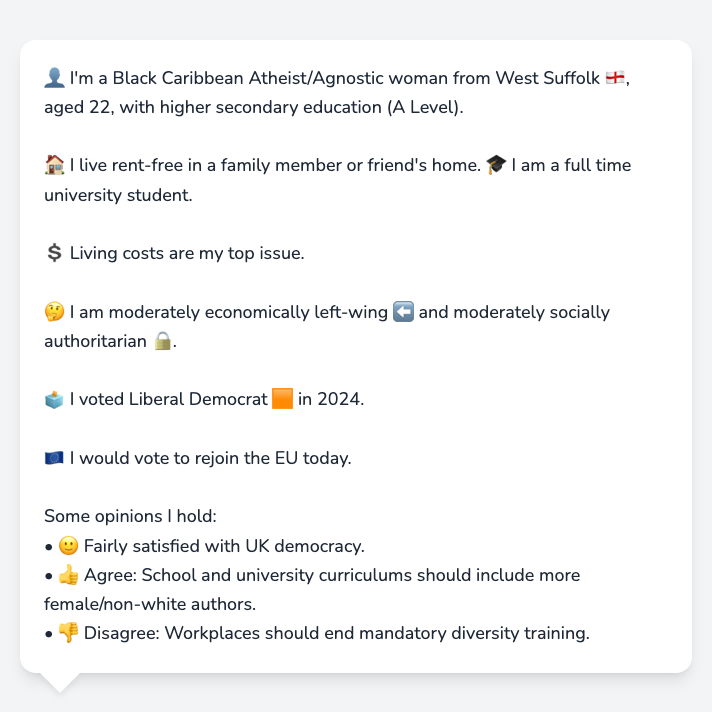 👤 I'm a Black Caribbean Atheist/Agnostic woman from West Suffolk 🏴󠁧󠁢󠁥󠁮󠁧󠁿,
aged 22, with higher secondary education (A Level).
🏠 I live rent-free in a family member or friend's home. 🎓 I am a full time
university student.
💲 Living costs are my top issue.
🤔 I am moderately economically left-wing ⬅️ and moderately socially
authoritarian 🔒.
🗳️ I voted Liberal Democrat 🟧 in 2024.
🇪🇺 I would vote to rejoin the EU today.
Some opinions I hold:
• 🙂 Fairly satisfied with UK democracy.
• 👍 Agree: School and university curriculums should include more
female/non-white authors.
• 👎 Disagree: Workplaces should end mandatory diversity training.